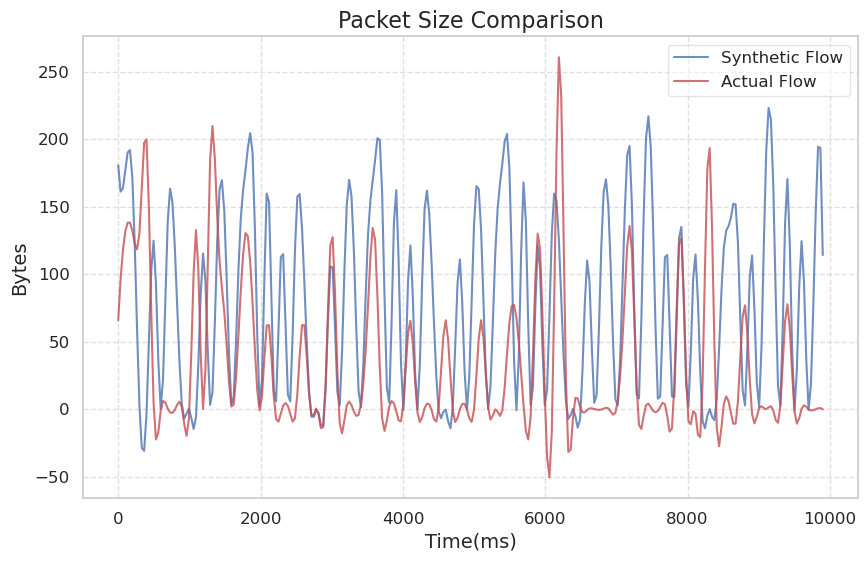 Packet Size Comparison
Synthetic Flow
Actual Flow
Bytes
250
200
150
100
50
0
−50
0 2000 4000 6000 8000 10000
Time(ms)